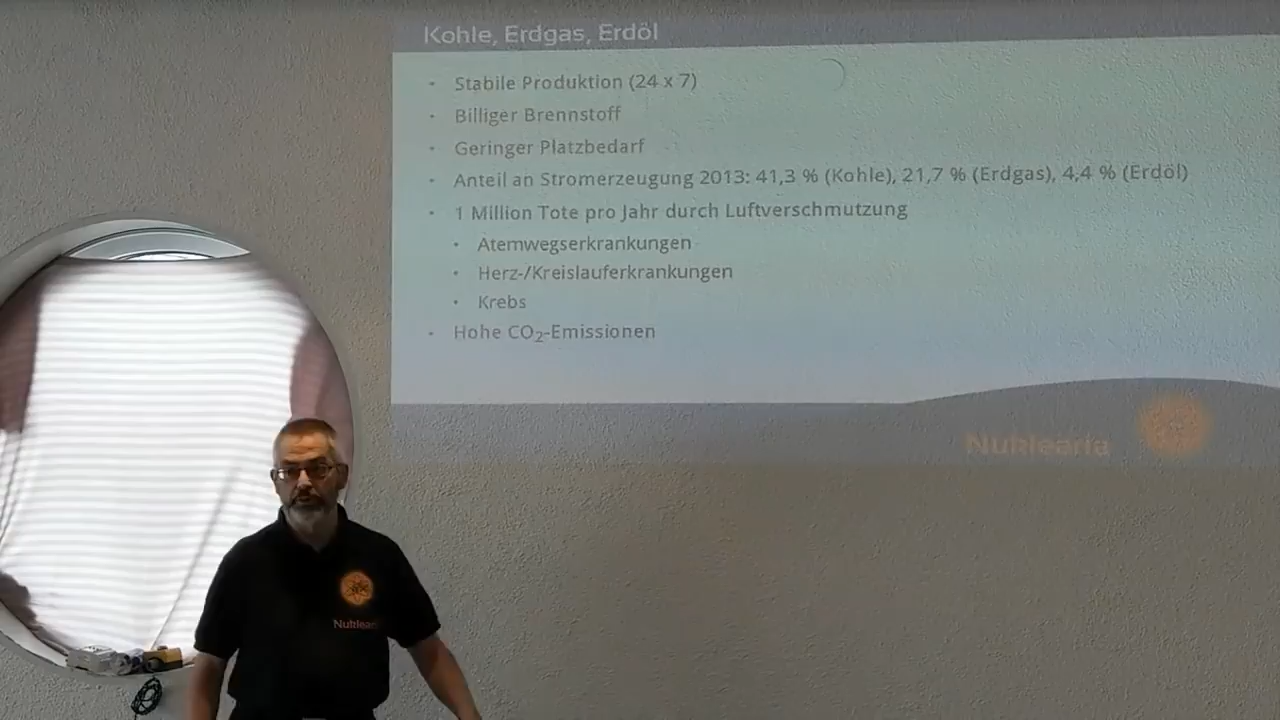 Kohle, Erdgas, Erdöl
• Stabile Produktion (24 x 7)
• Billiger Brennstoff
• Geringer Platzbedarf
• Anteil an Stromerzeugung 2013: 41,3 % (Kohle), 21,7 % (Erdgas), 4,4 % (Erdöl)
• 1 Million Tote pro Jahr durch Luftverschmutzung
• Atemwegserkrankungen
• Herz-/Kreislauferkrankungen
• Krebs
• Hohe CO₂-Emissionen
Nuklearia
Nuklearia